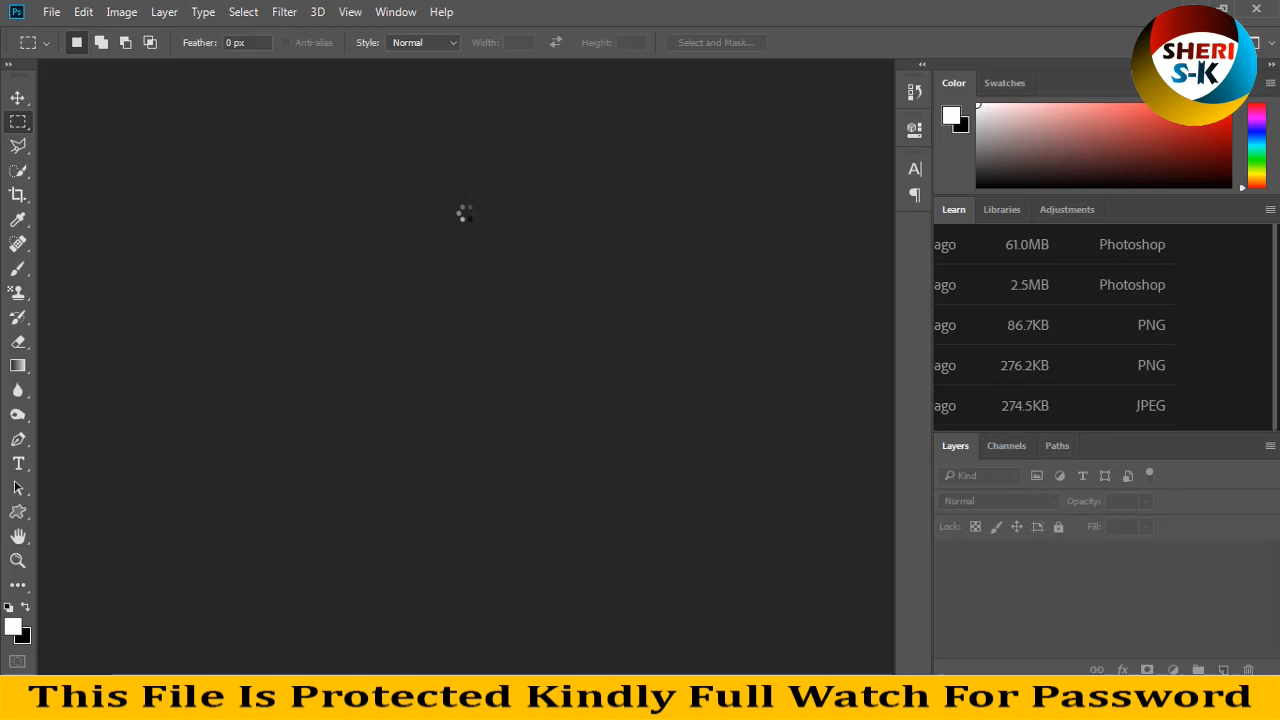 Ps File Edit Image Layer Type Select Filter 3D View Window Help
Feather: 0 px Anti-alias Style: Normal Width: Height: Select and Mask...
SHERI
S-K
Color Swatches
Learn Libraries Adjustments
ago 61.0MB Photoshop
ago 2.5MB Photoshop
ago 86.7KB PNG
ago 276.2KB PNG
ago 274.5KB JPEG
Layers Channels Paths
Kind
Normal Opacity:
Lock: Fill:
This File Is Protected Kindly Full Watch For Password